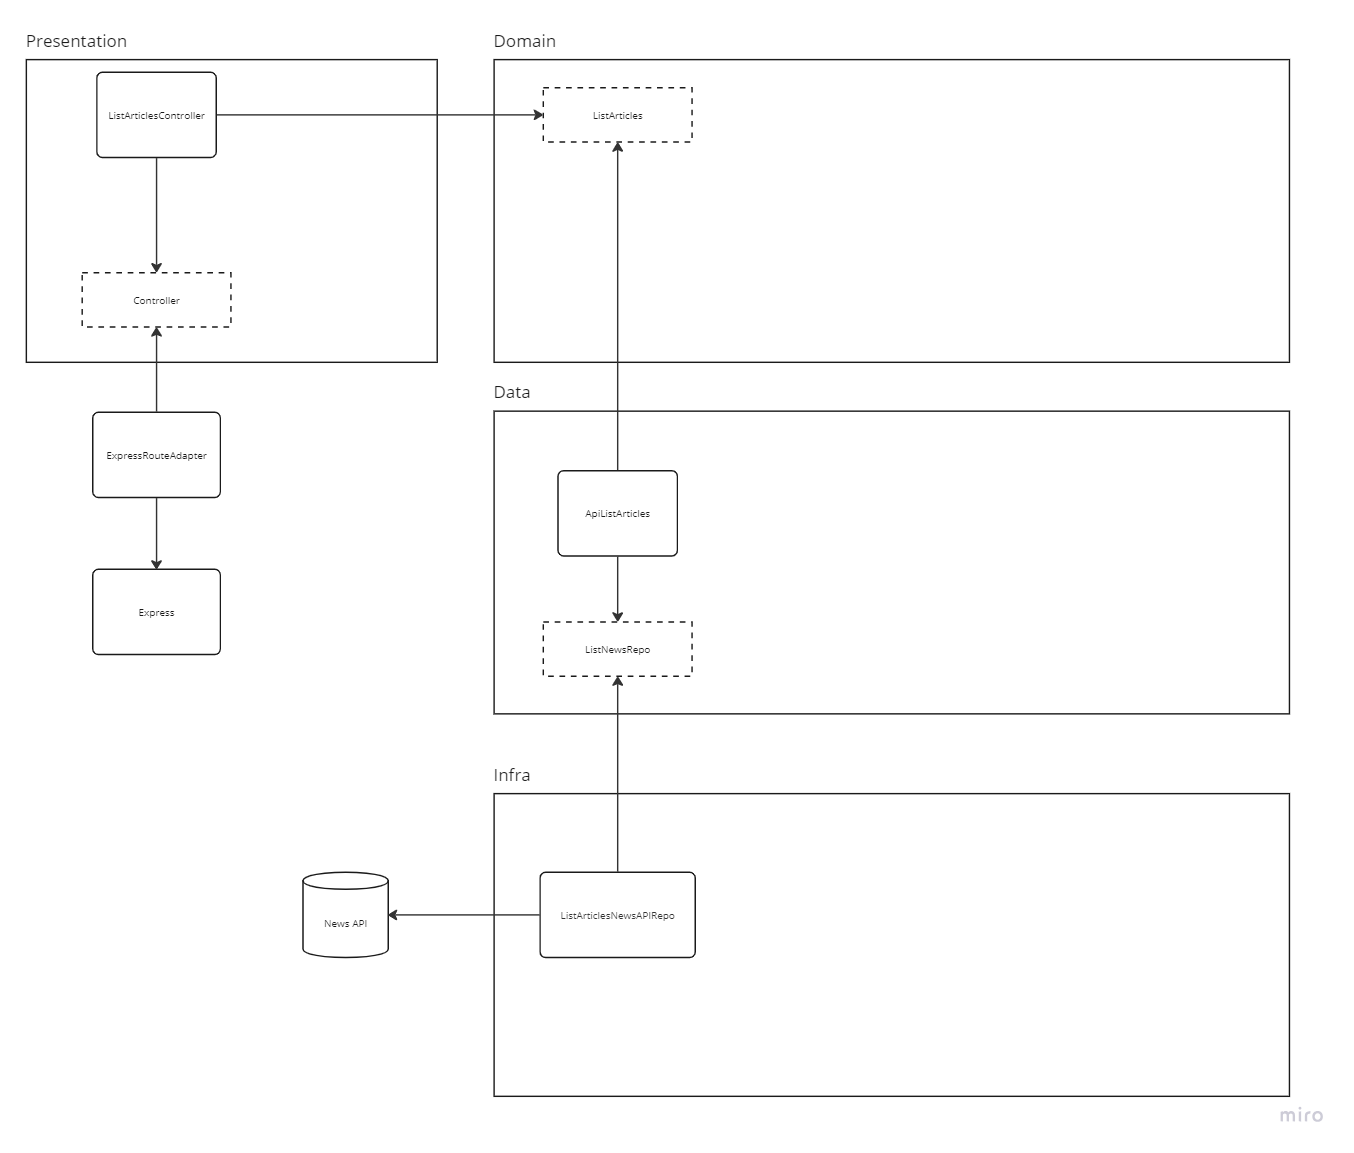 Presentation
Domain
ListArticlesController
ListArticles
Controller
Data
ExpressRouteAdapter
ApiListArticles
Express
ListNewsRepo
Infra
News API
ListArticlesNewsAPIRepo
miro